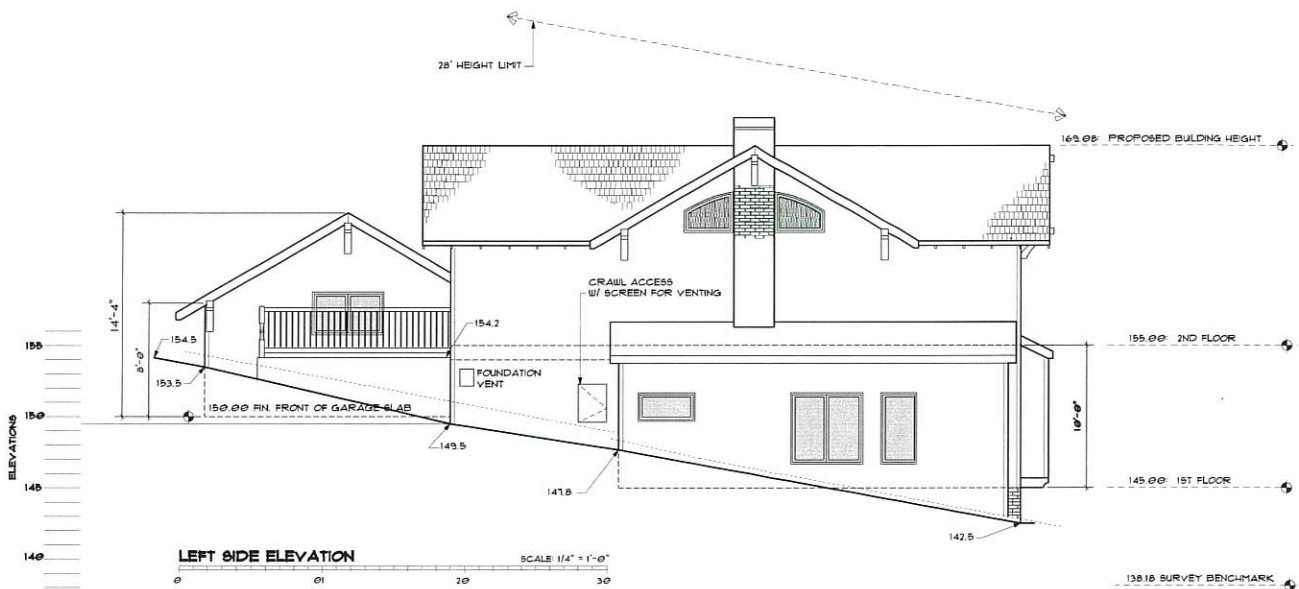 28' HEIGHT LIMIT
169.08: PROPOSED BUILDING HEIGHT
CRAWL ACCESS
W/ SCREEN FOR VENTING
14'-4"
8'-0"
154.5
154.2
153.5
FOUNDATION
VENT
150.00 FIN. FRONT OF GARAGE SLAB
149.5
147.8
142.5
155.00: 2ND FLOOR
10'-0"
145.00: 1ST FLOOR
138.18 SURVEY BENCHMARK
ELEVATIONS
155
150
145
140
LEFT SIDE ELEVATION
SCALE: 1/4" = 1'-0"
0 01 20 30